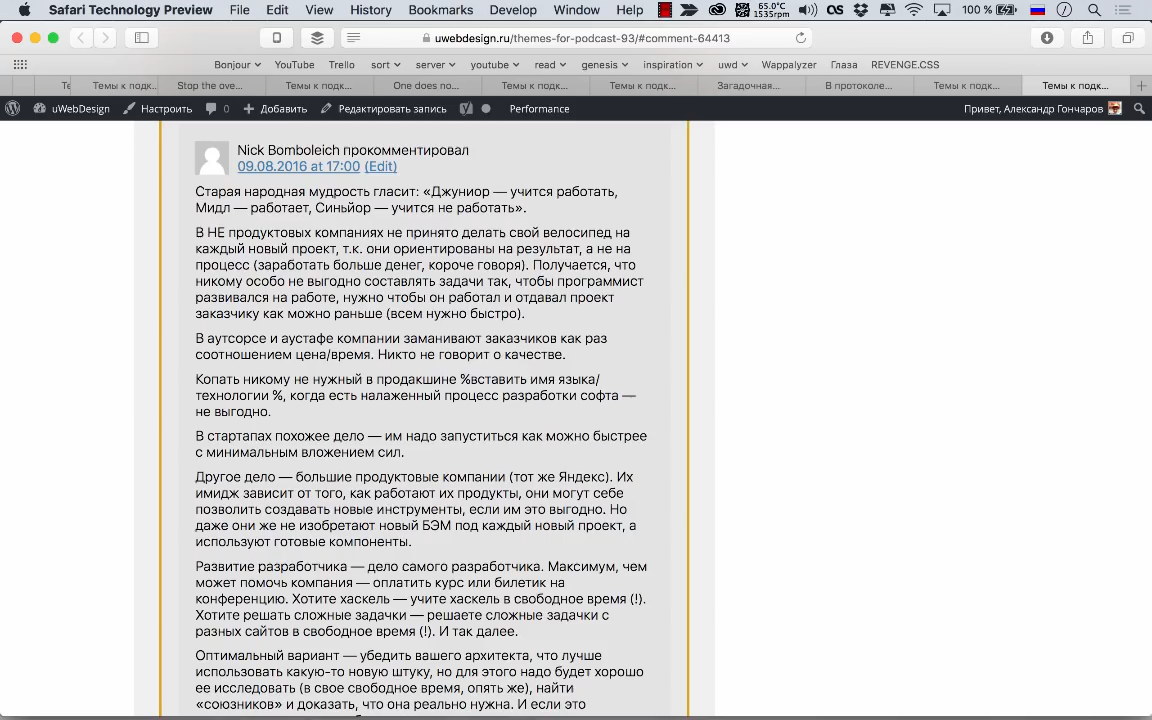 Safari Technology Preview File Edit View History Bookmarks Develop Window Help 65.0°C 1535rpm 100 %
uwebdesign.ru/themes-for-podcast-93/#comment-64413
Bonjour YouTube Trello sort server youtube read genesis inspiration uwd Wappalyzer Глаза REVENGE.CSS
Те Темы к подк... Stop the ove... Темы к подк... One does no... Темы к подк... Темы к подк... Загадочная... В протоколе... Темы к подк... Темы к подк...
uWebDesign Настроить 0 Добавить Редактировать запись Performance Привет, Александр Гончаров
Nick Bomboleich прокомментировал
09.08.2016 at 17:00 (Edit)
Старая народная мудрость гласит: «Джуниор — учится работать,
Мидл — работает, Синьйор — учится не работать».
В НЕ продуктовых компаниях не принято делать свой велосипед на
каждый новый проект, т.к. они ориентированы на результат, а не на
процесс (заработать больше денег, короче говоря). Получается, что
никому особо не выгодно составлять задачи так, чтобы программист
развивался на работе, нужно чтобы он работал и отдавал проект
заказчику как можно раньше (всем нужно быстро).
В аутсорсе и аустафе компании заманивают заказчиков как раз
соотношением цена/время. Никто не говорит о качестве.
Копать никому не нужный в продакшине %вставить имя языка/
технологии %, когда есть налаженный процесс разработки софта —
не выгодно.
В стартапах похожее дело — им надо запуститься как можно быстрее
с минимальным вложением сил.
Другое дело — большие продуктовые компании (тот же Яндекс). Их
имидж зависит от того, как работают их продукты, они могут себе
позволить создавать новые инструменты, если им это выгодно. Но
даже они же не изобретают новый БЭМ под каждый новый проект, а
используют готовые компоненты.
Развитие разработчика — дело самого разработчика. Максимум, чем
может помочь компания — оплатить курс или билетик на
конференцию. Хотите хаскель — учите хаскель в свободное время (!).
Хотите решать сложные задачки — решаете сложные задачки с
разных сайтов в свободное время (!). И так далее.
Оптимальный вариант — убедить вашего архитекта, что лучше
использовать какую-то новую штуку, но для этого надо будет хорошо
ее исследовать (в свое свободное время, опять же), найти
«союзников» и доказать, что она реально нужна. И если это